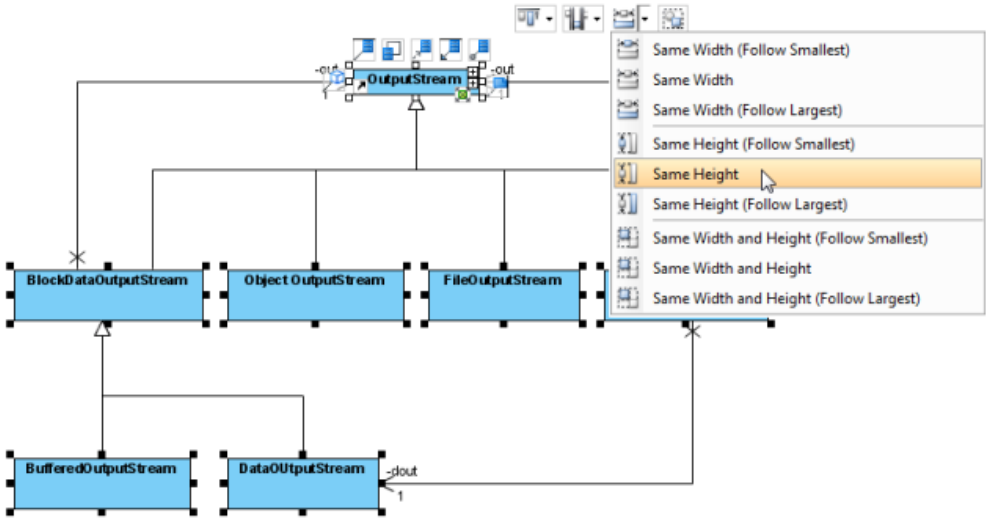 Same Width (Follow Smallest)
Same Width
Same Width (Follow Largest)
Same Height (Follow Smallest)
Same Height
Same Height (Follow Largest)
Same Width and Height (Follow Smallest)
Same Width and Height
Same Width and Height (Follow Largest)
-out
OutputStream
-out
BlockDataOutputStream
Object OutputStream
FileOutputStream
BufferedOutputStream
DataOUtputStream
-dout
1